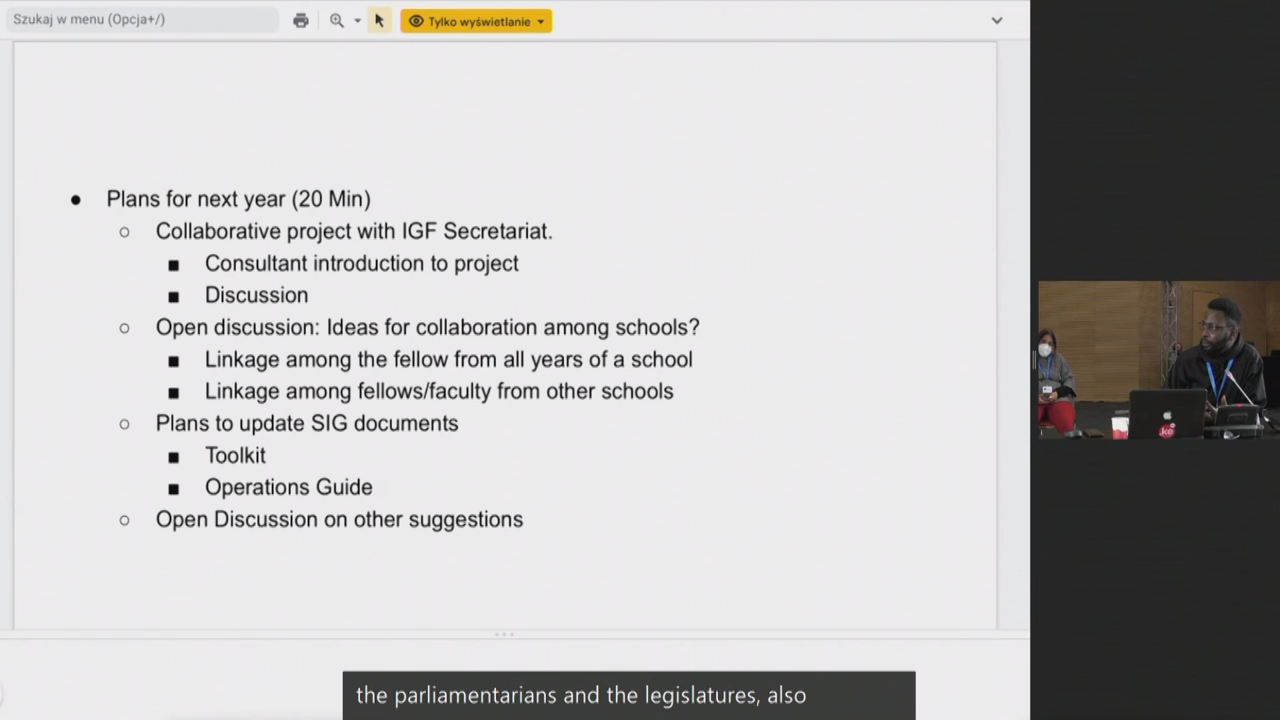 Szukaj w menu (Opcja+/)
Tylko wyświetlanie
● Plans for next year (20 Min)
○ Collaborative project with IGF Secretariat.
■ Consultant introduction to project
■ Discussion
○ Open discussion: Ideas for collaboration among schools?
■ Linkage among the fellow from all years of a school
■ Linkage among fellows/faculty from other schools
○ Plans to update SIG documents
■ Toolkit
■ Operations Guide
○ Open Discussion on other suggestions
the parliamentarians and the legislatures, also